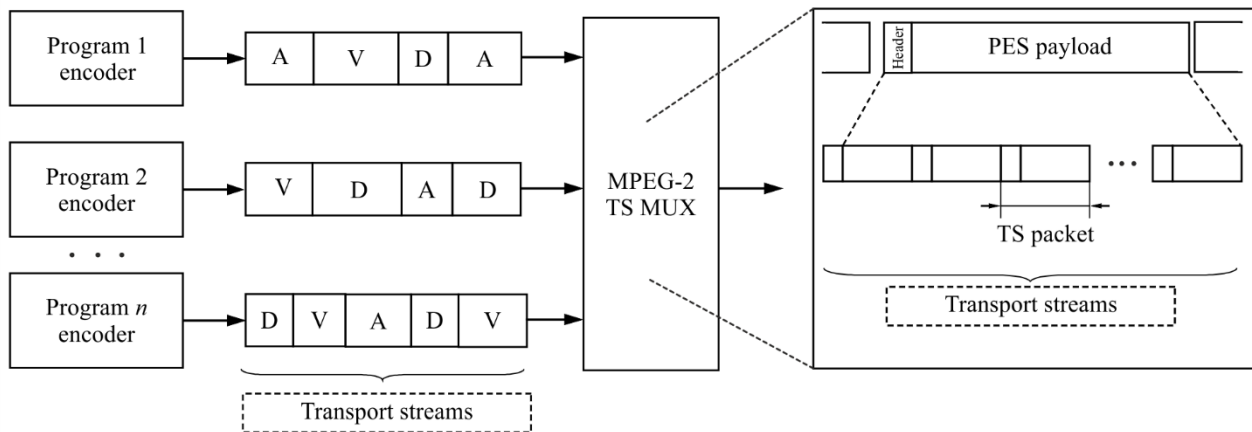 Program 1
encoder
A V D A
Program 2
encoder
V D A D
. . .
Program n
encoder
D V A D V
Transport streams
MPEG-2
TS MUX
Header
PES payload
...
TS packet
Transport streams